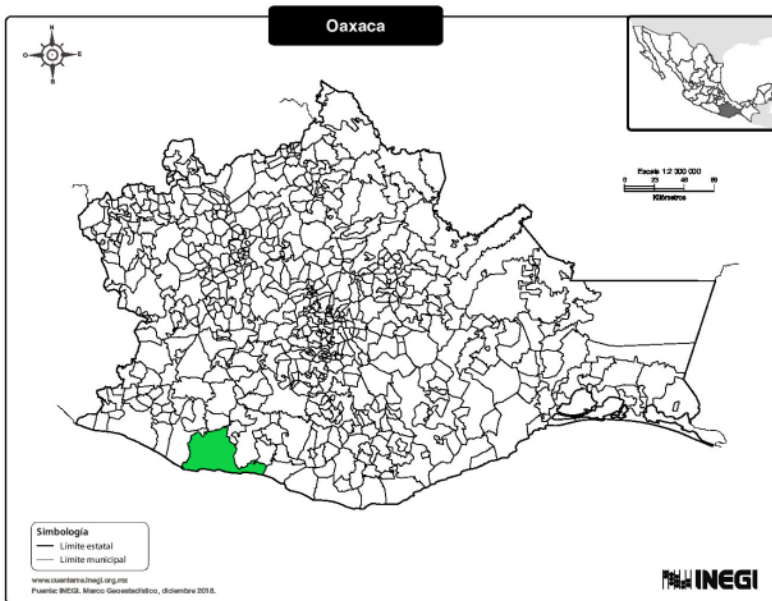 Oaxaca
N
O
E
S
Escala 1:2 300 000
0 23 46 69
Kilómetros
Simbología
Límite estatal
Límite municipal
www.cuentame.inegi.org.mx
Fuente: INEGI. Marco Geoestadístico, diciembre 2018.
INEGI